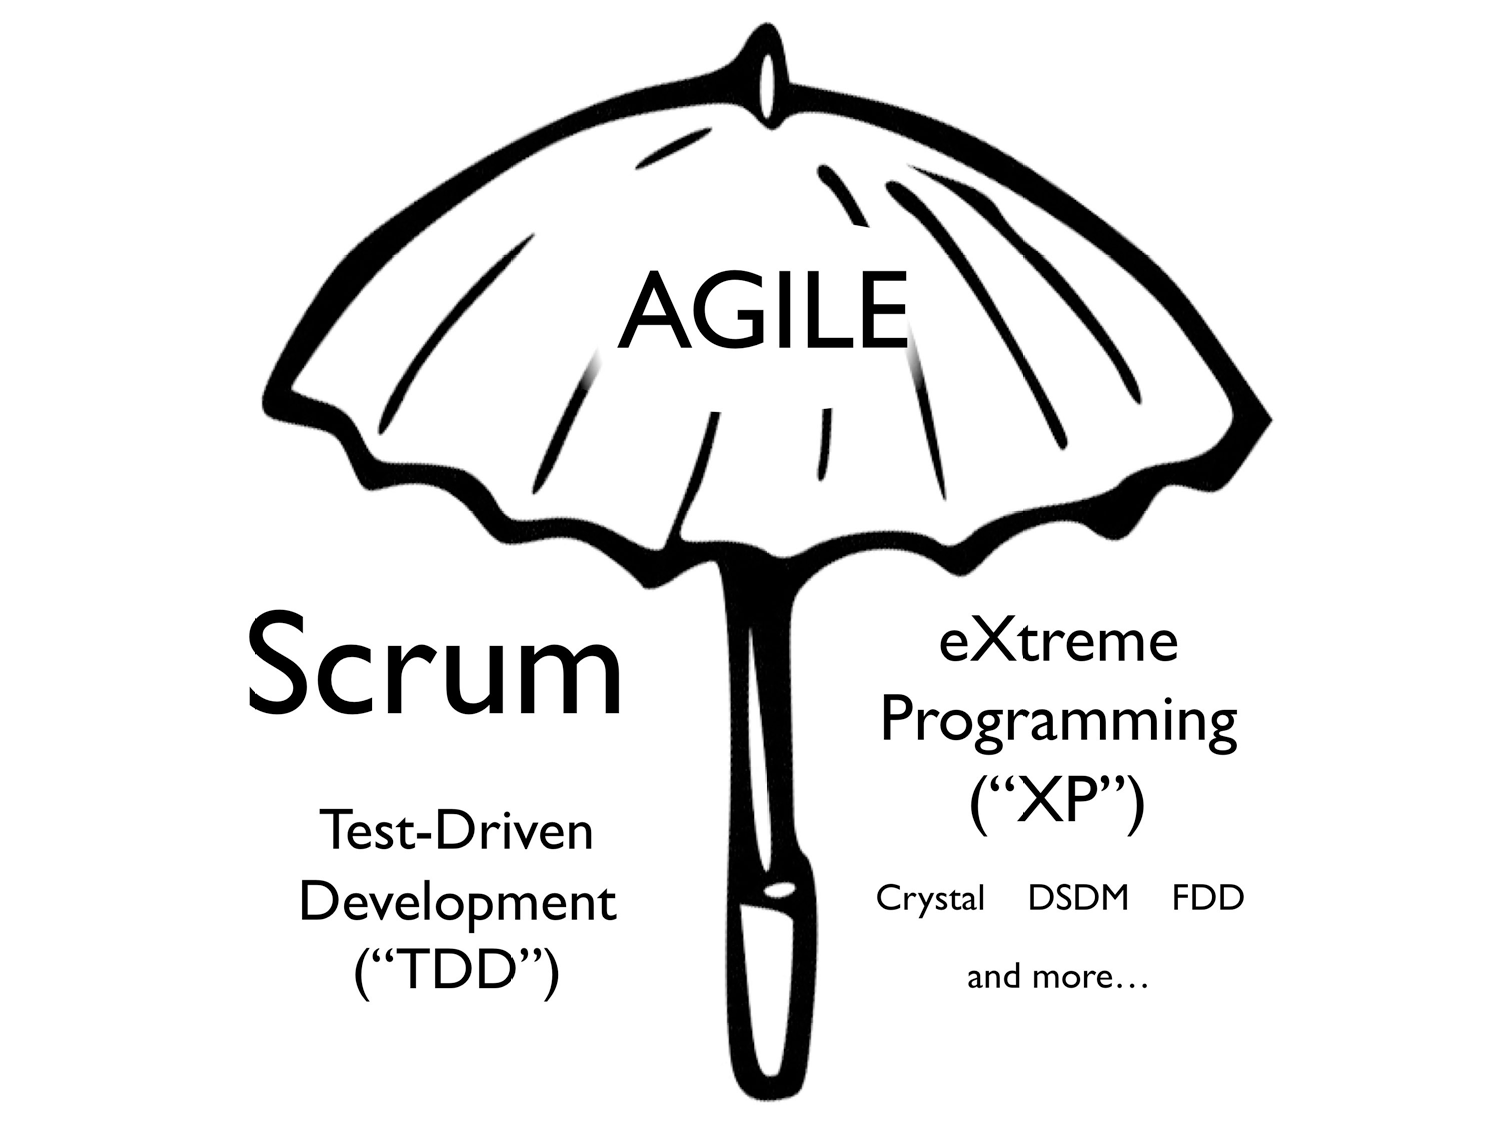 AGILE
Scrum
Test-Driven
Development
(“TDD”)
eXtreme
Programming
(“XP”)
Crystal DSDM FDD
and more…